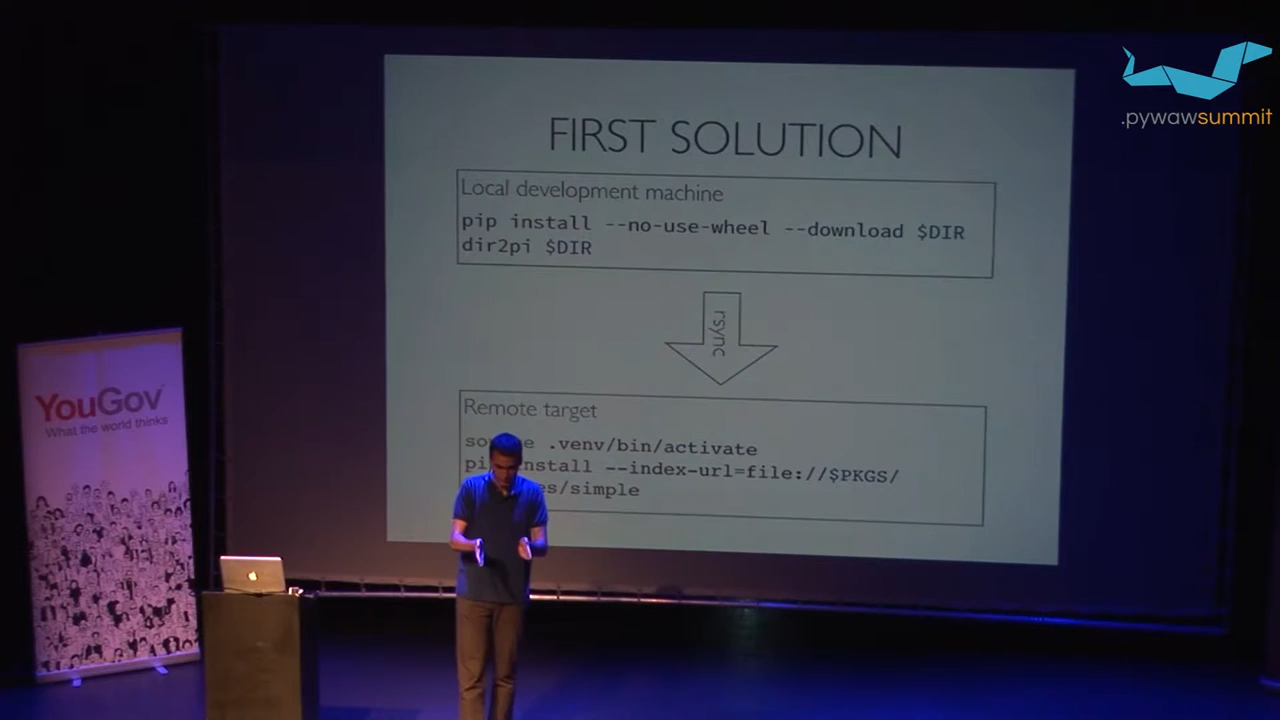 .pywawsummit
FIRST SOLUTION
Local development machine
pip install --no-use-wheel --download $DIR
dir2pi $DIR
rsync
Remote target
.venv/bin/activate
--index-url=file://$PKGS/
/simple
YouGov
What the world thinks